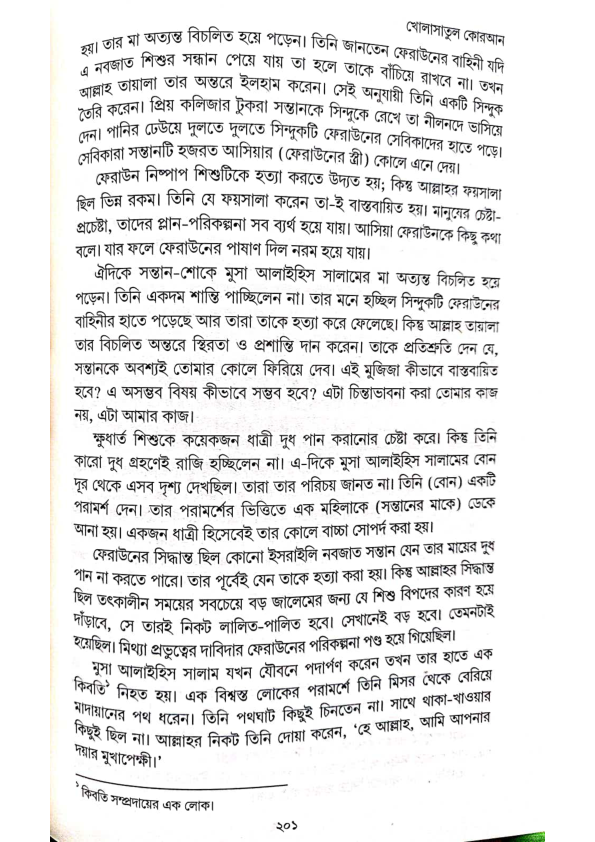 খোলাসাতুল কোরআন
হয়। তার মা অত্যন্ত বিচলিত হয়ে পড়েন। তিনি জানতেন ফেরাউনের বাহিনী যদি
এ নবজাত শিশুর সন্ধান পেয়ে যায় তা হলে তাকে বাঁচিয়ে রাখবে না। তখন
আল্লাহ তায়ালা তার অন্তরে ইলহাম করেন। সেই অনুযায়ী তিনি একটি সিন্দুক
তৈরি করেন। প্রিয় কলিজার টুকরা সন্তানকে সিন্দুকে রেখে তা নীলনদে ভাসিয়ে
দেন। পানির ঢেউয়ে দুলতে দুলতে সিন্দুকটি ফেরাউনের সেবিকাদের হাতে পড়ে।
সেবিকারা সন্তানটি হজরত আসিয়ার (ফেরাউনের স্ত্রী) কোলে এনে দেয়।
ফেরাউন নিষ্পাপ শিশুটিকে হত্যা করতে উদ্যত হয়; কিন্তু আল্লাহর ফয়সালা
ছিল ভিন্ন রকম। তিনি যে ফয়সালা করেন তা-ই বাস্তবায়িত হয়। মানুষের চেষ্টা-
প্রচেষ্টা, তাদের প্লান-পরিকল্পনা সব ব্যর্থ হয়ে যায়। আসিয়া ফেরাউনকে কিছু কথা
বলে। যার ফলে ফেরাউনের পাষাণ দিল নরম হয়ে যায়।
ঐদিকে সন্তান-শোকে মুসা আলাইহিস সালামের মা অত্যন্ত বিচলিত হয়ে
পড়েন। তিনি একদম শান্তি পাচ্ছিলেন না। তার মনে হচ্ছিল সিন্দুকটি ফেরাউনের
বাহিনীর হাতে পড়েছে আর তারা তাকে হত্যা করে ফেলেছে। কিন্তু আল্লাহ তায়ালা
তার বিচলিত অন্তরে স্থিরতা ও প্রশান্তি দান করেন। তাকে প্রতিশ্রুতি দেন যে,
সন্তানকে অবশ্যই তোমার কোলে ফিরিয়ে দেব। এই মুজিজা কীভাবে বাস্তবায়িত
হবে? এ অসম্ভব বিষয় কীভাবে সম্ভব হবে? এটা চিন্তাভাবনা করা তোমার কাজ
নয়, এটা আমার কাজ।
ক্ষুধার্ত শিশুকে কয়েকজন ধাত্রী দুধ পান করানোর চেষ্টা করে। কিন্তু তিনি
কারো দুধ গ্রহণেই রাজি হচ্ছিলেন না। এ-দিকে মুসা আলাইহিস সালামের বোন
দূর থেকে এসব দৃশ্য দেখছিল। তারা তার পরিচয় জানত না। তিনি (বোন) একটি
পরামর্শ দেন। তার পরামর্শের ভিত্তিতে এক মহিলাকে (সন্তানের মাকে) ডেকে
আনা হয়। একজন ধাত্রী হিসেবেই তার কোলে বাচ্চা সোপর্দ করা হয়।
ফেরাউনের সিদ্ধান্ত ছিল কোনো ইসরাইলি নবজাত সন্তান যেন তার মায়ের দুধ
পান না করতে পারে। তার পূর্বেই যেন তাকে হত্যা করা হয়। কিন্তু আল্লাহর সিদ্ধান্ত
ছিল তৎকালীন সময়ের সবচেয়ে বড় জালেমের জন্য যে শিশু বিপদের কারণ হয়ে
দাঁড়াবে, সে তারই নিকট লালিত-পালিত হবে। সেখানেই বড় হবে। তেমনটাই
হয়েছিল। মিথ্যা প্রভুত্বের দাবিদার ফেরাউনের পরিকল্পনা পণ্ড হয়ে গিয়েছিল।
মুসা আলাইহিস সালাম যখন যৌবনে পদার্পণ করেন তখন তার হাতে এক
কিবতি¹ নিহত হয়। এক বিশ্বস্ত লোকের পরামর্শে তিনি মিসর থেকে বেরিয়ে
মাদায়ানের পথ ধরেন। তিনি পথঘাট কিছুই চিনতেন না। সাথে থাকা-খাওয়ার
কিছুই ছিল না। আল্লাহর নিকট তিনি দোয়া করেন, ‘হে আল্লাহ, আমি আপনার
দয়ার মুখাপেক্ষী।’
¹ কিবতি সম্প্রদায়ের এক লোক।
২০১